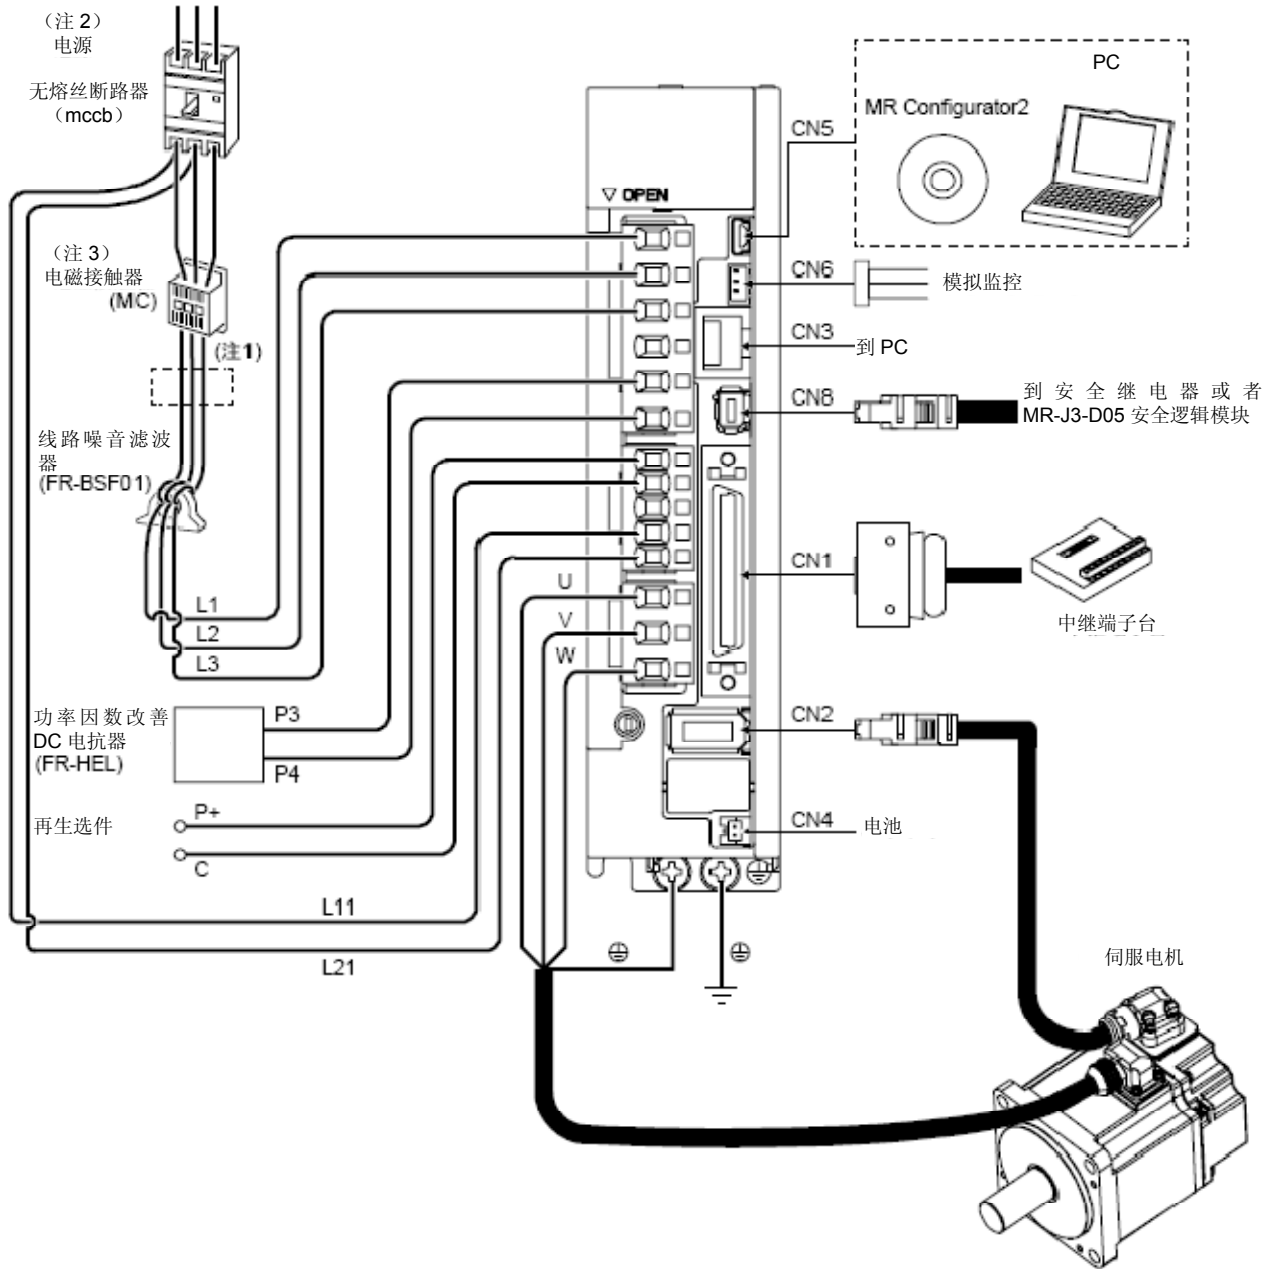 （注 2）
电源
无熔丝断路器
（mccb）
（注 3）
电磁接触器
(MC)
(注1)
线路噪音滤波
器
(FR-BSF01)
L1
L2
L3
功率因数改善
DC 电抗器
(FR-HEL)
P3
P4
再生选件
P+
C
L11
L21
▽ OPEN
U
V
W
CN5
PC
MR Configurator2
CN6
模拟监控
CN3
到 PC
CN8
到安全继电器或者
MR-J3-D05 安全逻辑模块
CN1
中继端子台
CN2
CN4
电池
伺服电机